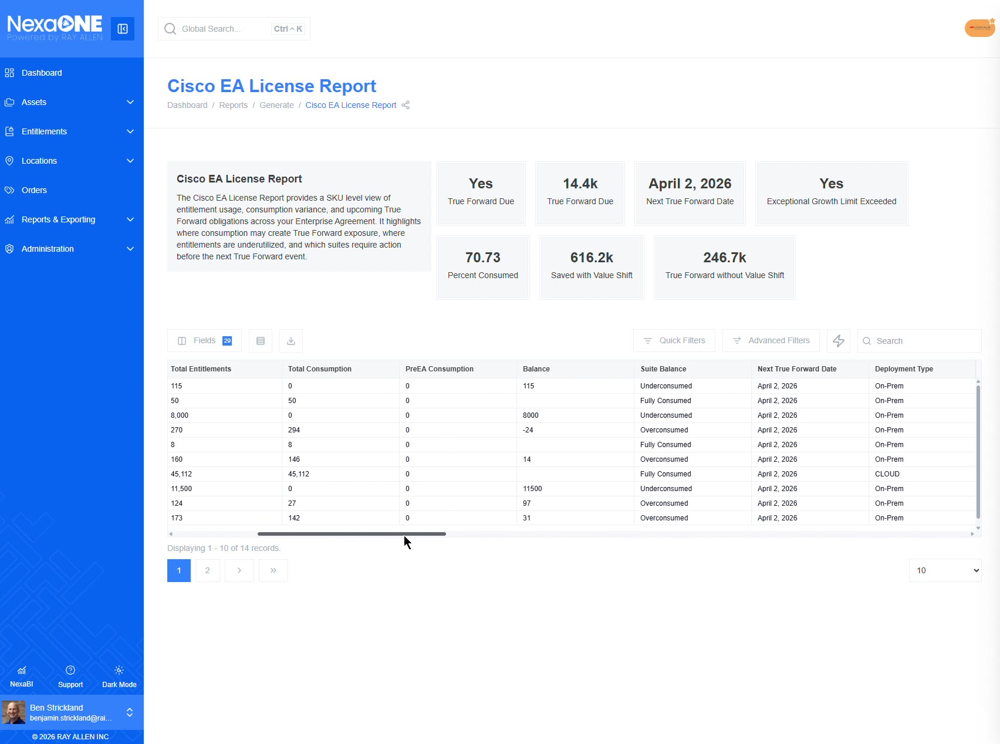 NexaONE
Powered by RAY ALLEN
Global Search...
Ctrl ^ K
Dashboard
Assets
Entitlements
Locations
Orders
Reports & Exporting
Administration
Cisco EA License Report
Dashboard / Reports / Generate / Cisco EA License Report
Cisco EA License Report
The Cisco EA License Report provides a SKU level view of
entitlement usage, consumption variance, and upcoming True
Forward obligations across your Enterprise Agreement. It highlights
where consumption may create True Forward exposure, where
entitlements are underutilized, and which suites require action
before the next True Forward event.
Yes
True Forward Due
14.4k
True Forward Due
April 2, 2026
Next True Forward Date
Yes
Exceptional Growth Limit Exceeded
70.73
Percent Consumed
616.2k
Saved with Value Shift
246.7k
True Forward without Value Shift
Fields 29
Quick Filters
Advanced Filters
Search
Total Entitlements Total Consumption PreEA Consumption Balance Suite Balance Next True Forward Date Deployment Type
115 0 0 115 Underconsumed April 2, 2026 On-Prem
50 50 0 Fully Consumed April 2, 2026 On-Prem
8,000 0 0 8000 Underconsumed April 2, 2026 On-Prem
270 294 0 -24 Overconsumed April 2, 2026 On-Prem
8 8 0 Fully Consumed April 2, 2026 On-Prem
160 146 0 14 Overconsumed April 2, 2026 On-Prem
45,112 45,112 0 Fully Consumed April 2, 2026 CLOUD
11,500 0 0 11500 Underconsumed April 2, 2026 On-Prem
124 27 0 97 Overconsumed April 2, 2026 On-Prem
173 142 0 31 Overconsumed April 2, 2026 On-Prem
Displaying 1 - 10 of 14 records.
1 2 > »
10
NexaBI
Support
Dark Mode
Ben Strickland
benjamin.strickland@rai...
© 2026 RAY ALLEN INC